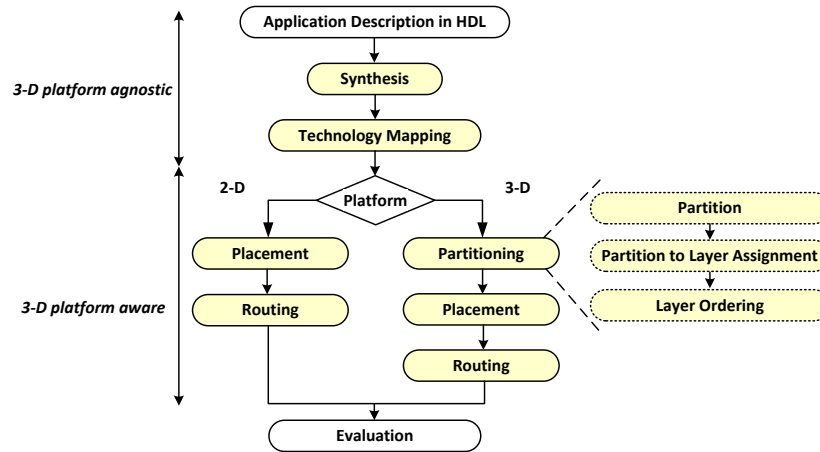 Application Description in HDL
Synthesis
3-D platform agnostic
Technology Mapping
2-D
3-D
Platform
Partition
Placement
Partitioning
Partition to Layer Assignment
3-D platform aware
Routing
Placement
Layer Ordering
Routing
Evaluation